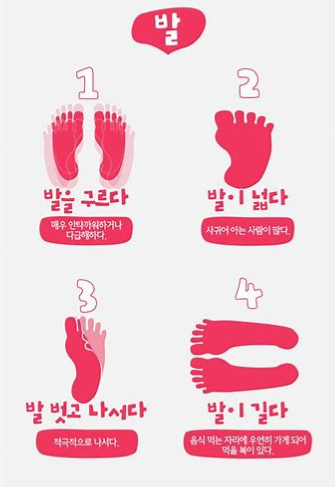 발
1
2
발을 구르다
발이 넓다
매우 안타까워하거나
다급해하다.
사귀어 아는 사람이 많다.
3
4
발 벗고 나서다
발이 길다
적극적으로 나서다.
음식 먹는 자리에 우연히 가게 되어
먹을 복이 있다.